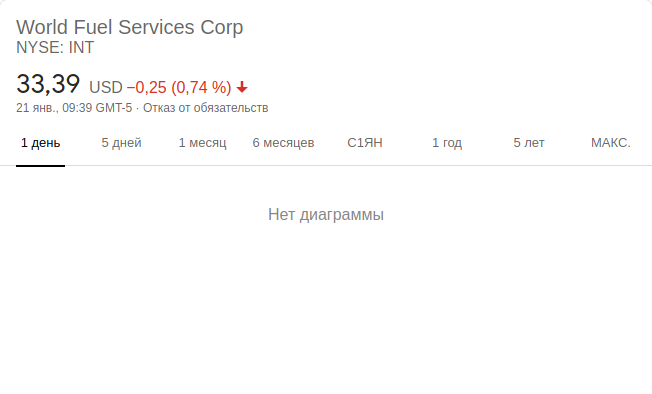 World Fuel Services Corp
NYSE: INT
33,39 USD −0,25 (0,74 %)
21 янв., 09:39 GMT-5 · Отказ от обязательств
1 день 5 дней 1 месяц 6 месяцев С1ЯН 1 год 5 лет МАКС.
Нет диаграммы